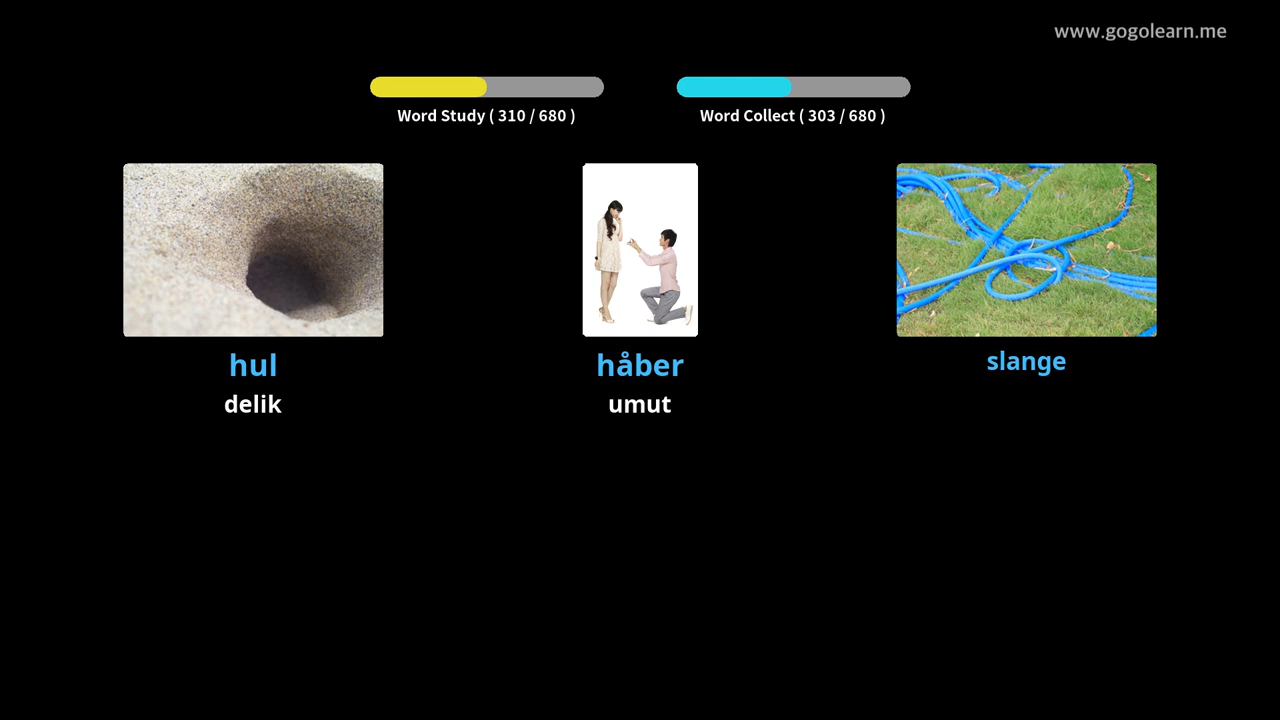 www.gogolearn.me
Word Study ( 310 / 680 )
Word Collect ( 303 / 680 )
hul
delik
håber
umut
slange